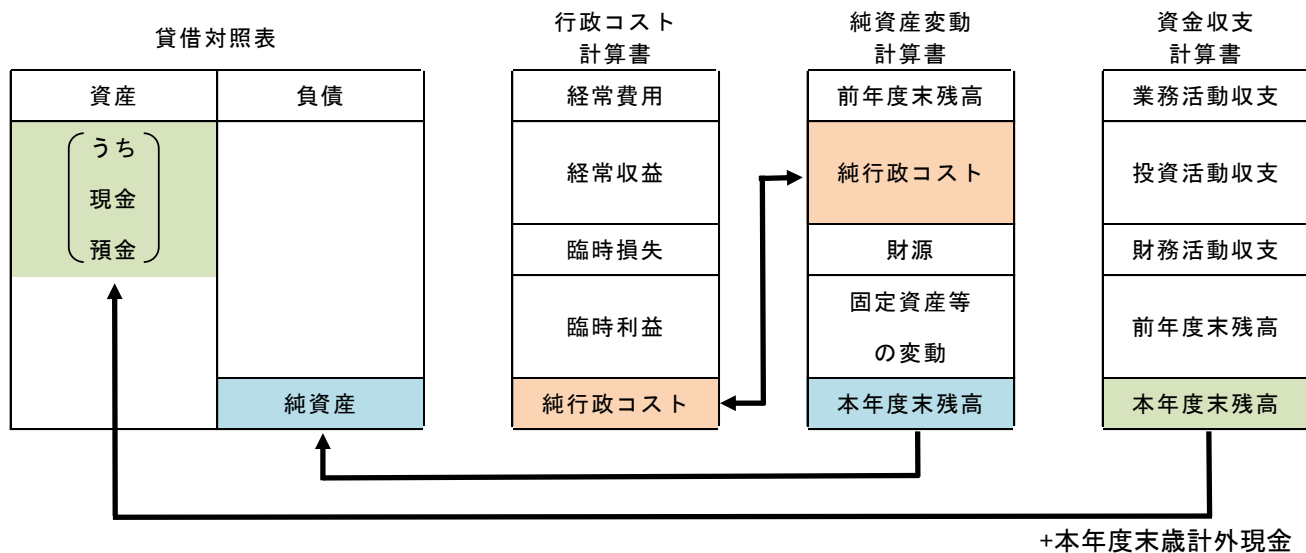 貸借対照表
資産
負債
うち
現金
預金
純資産
行政コスト
計算書
経常費用
経常収益
臨時損失
臨時利益
純行政コスト
純資産変動
計算書
前年度末残高
純行政コスト
財源
固定資産等
の変動
本年度末残高
資金収支
計算書
業務活動収支
投資活動収支
財務活動収支
前年度末残高
本年度末残高
+本年度末歳計外現金